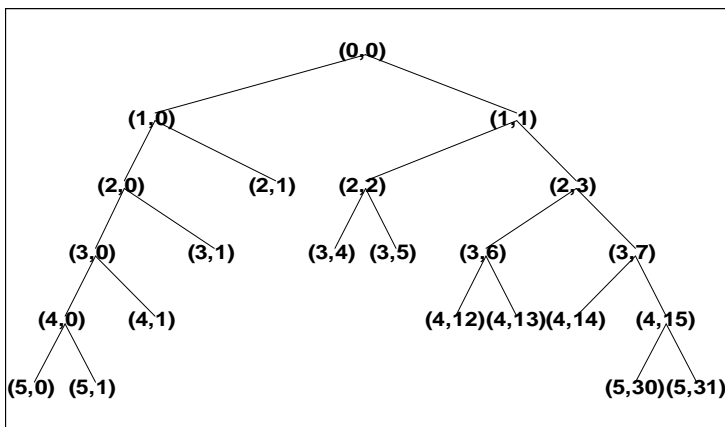 (0,0)
(1,0) (1,1)
(2,0) (2,1) (2,2) (2,3)
(3,0) (3,1) (3,4) (3,5) (3,6) (3,7)
(4,0) (4,1) (4,12) (4,13) (4,14) (4,15)
(5,0) (5,1) (5,30) (5,31)